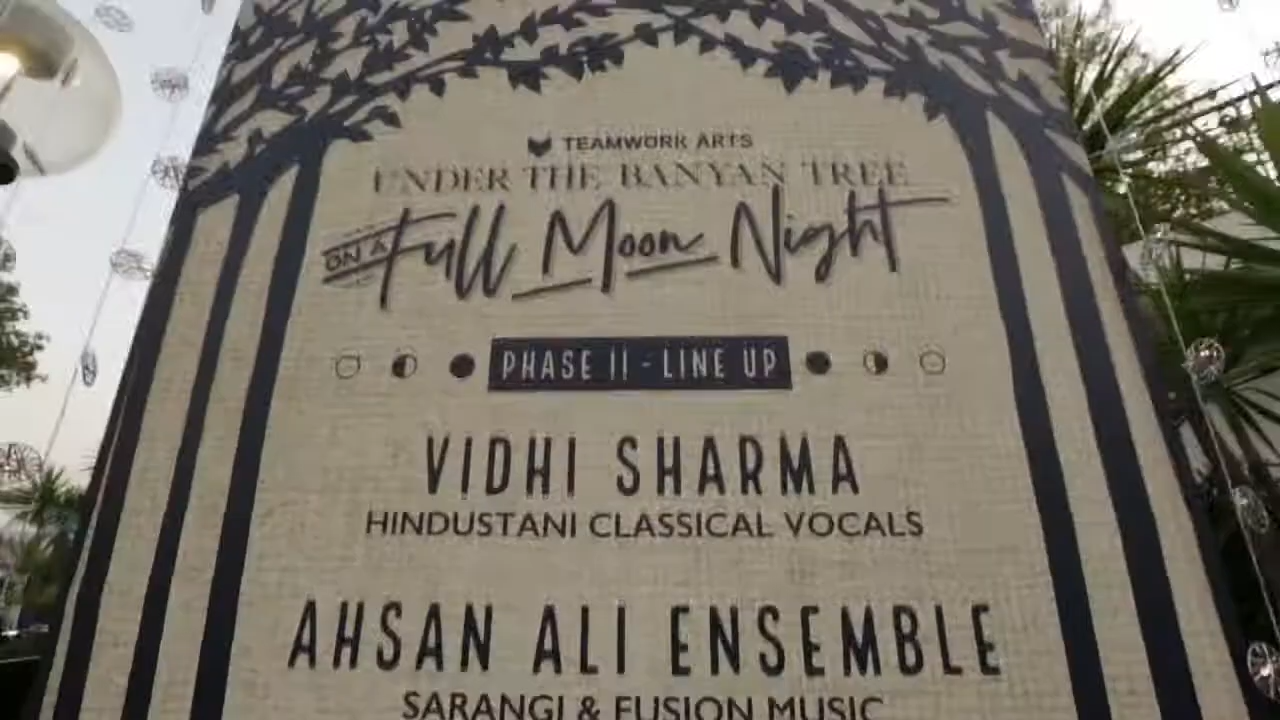 TEAMWORK ARTS
UNDER THE BANYAN TREE
ON A Full Moon Night
PHASE II - LINE UP
VIDHI SHARMA
HINDUSTANI CLASSICAL VOCALS
AHSAN ALI ENSEMBLE
SARANGI & FUSION MUSIC